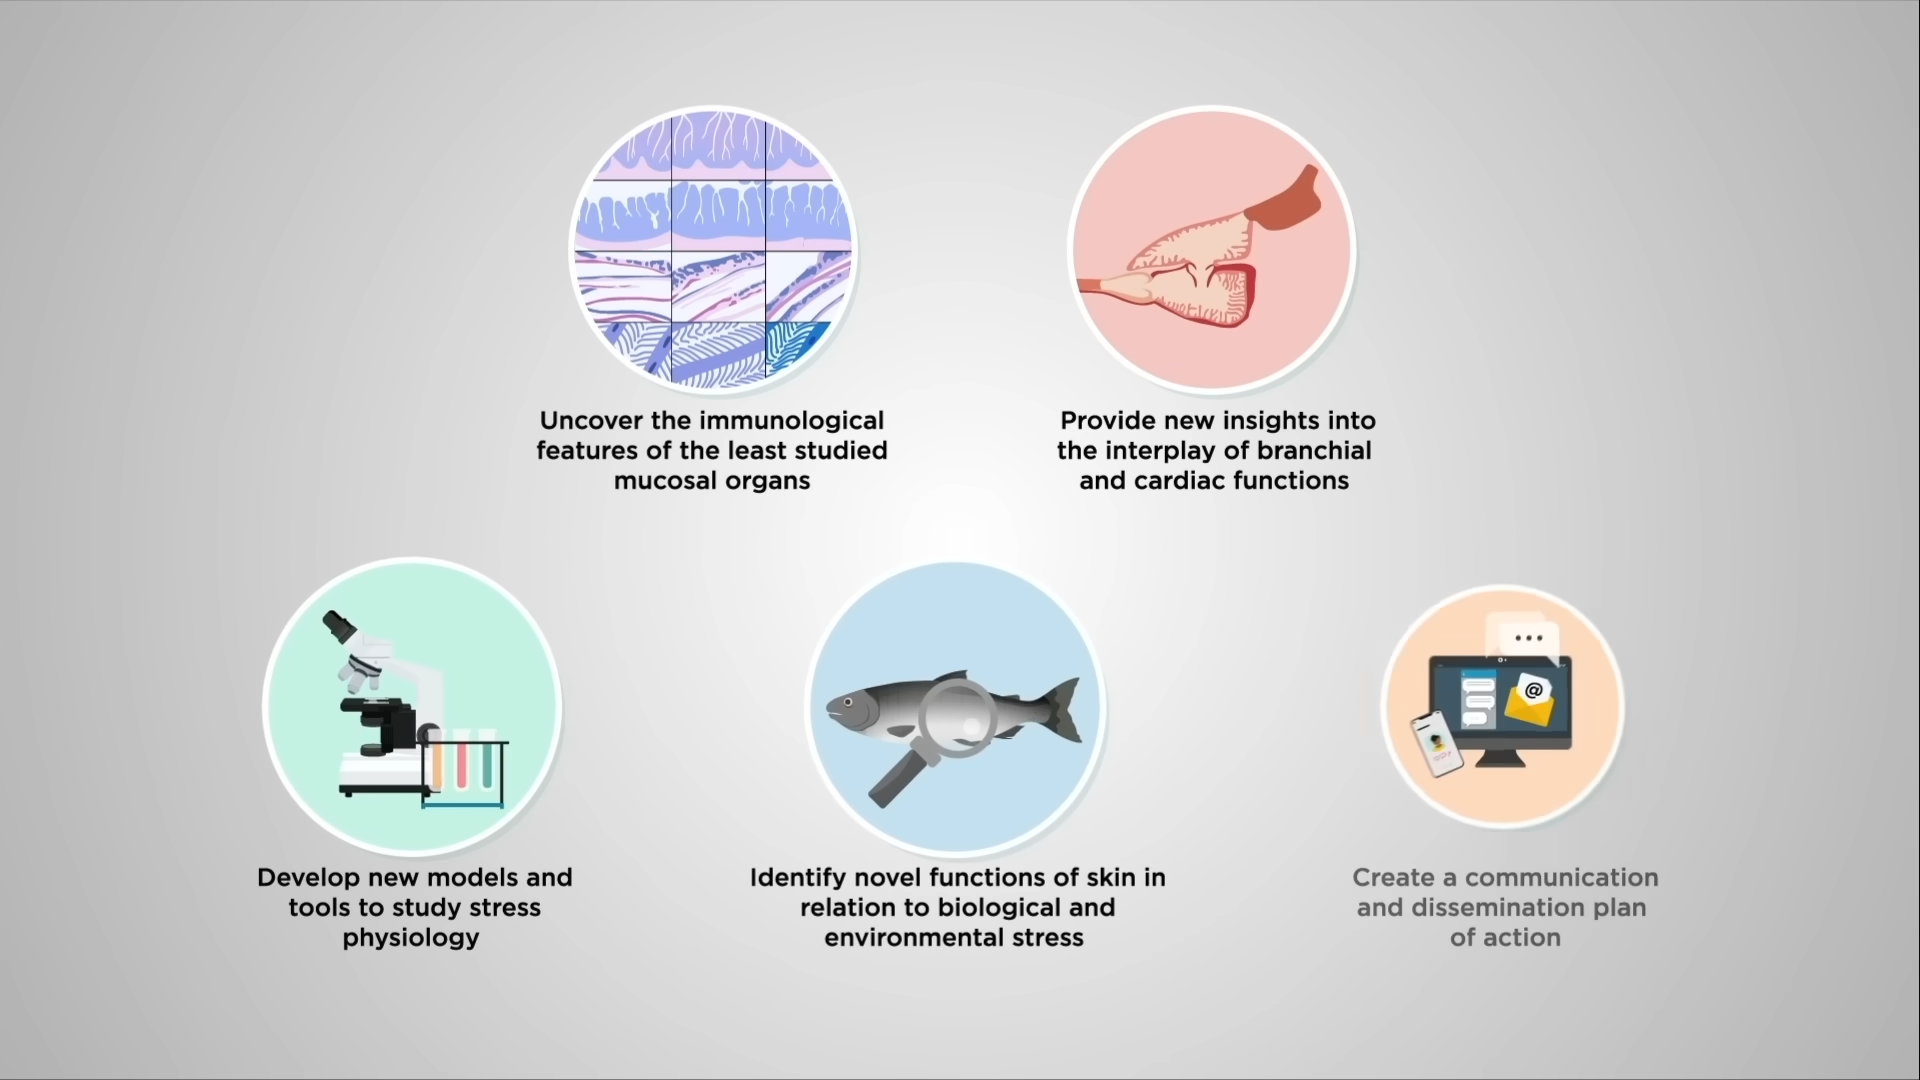 Uncover the immunological
features of the least studied
mucosal organs
Provide new insights into
the interplay of branchial
and cardiac functions
Develop new models and
tools to study stress
physiology
Identify novel functions of skin in
relation to biological and
environmental stress
@
Create a communication
and dissemination plan
of action